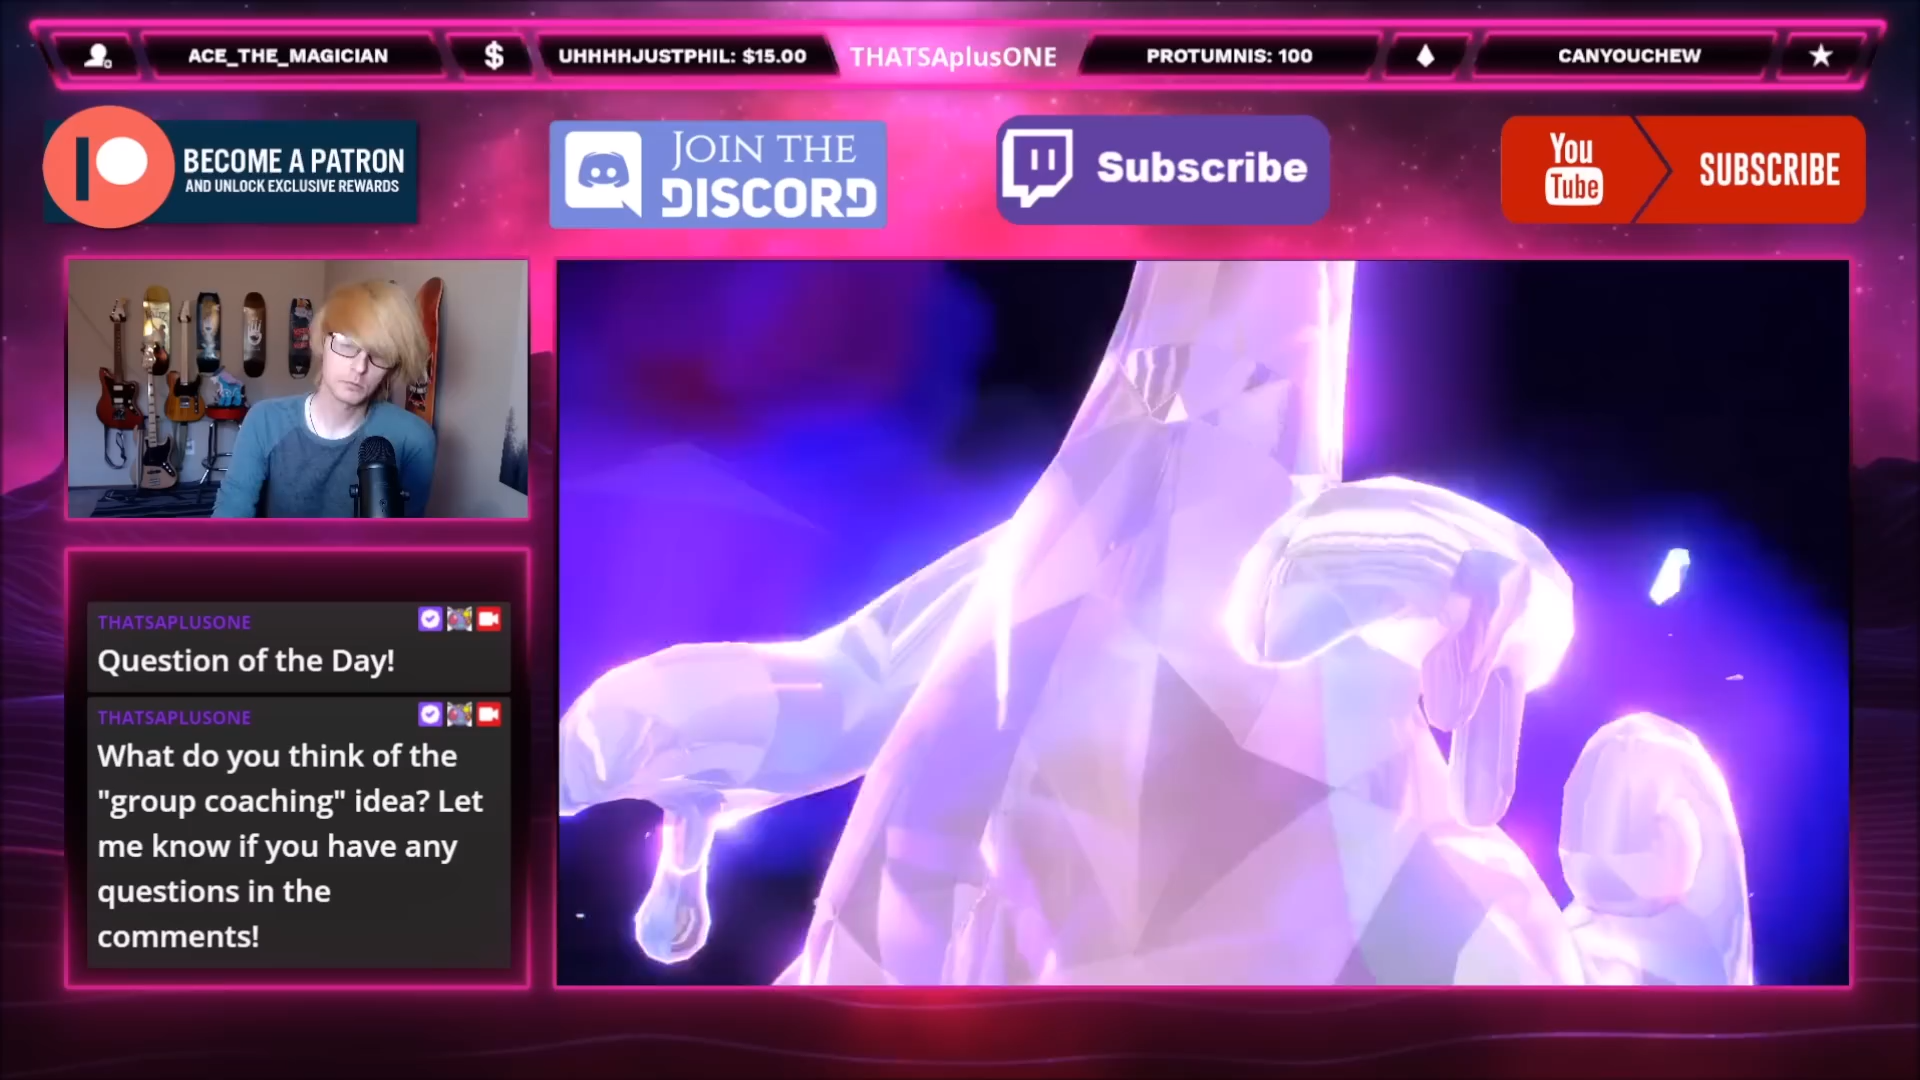 ACE_THE_MAGICIAN
$
UHHHHJUSTPHIL: $15.00
THATSAplusONE
PROTUMNIS: 100
CANYOUCHEW
BECOME A PATRON
AND UNLOCK EXCLUSIVE REWARDS
JOIN THE
DISCORD
Subscribe
You
Tube
SUBSCRIBE
THATSAPLUSONE
Question of the Day!
THATSAPLUSONE
What do you think of the
"group coaching" idea? Let
me know if you have any
questions in the
comments!